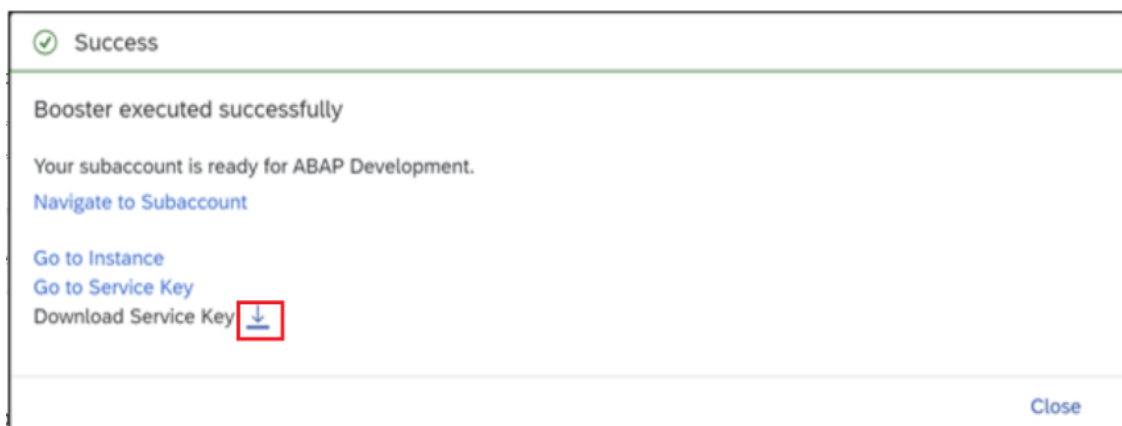 Success
Booster executed successfully
Your subaccount is ready for ABAP Development.
Navigate to Subaccount
Go to Instance
Go to Service Key
Download Service Key
Close